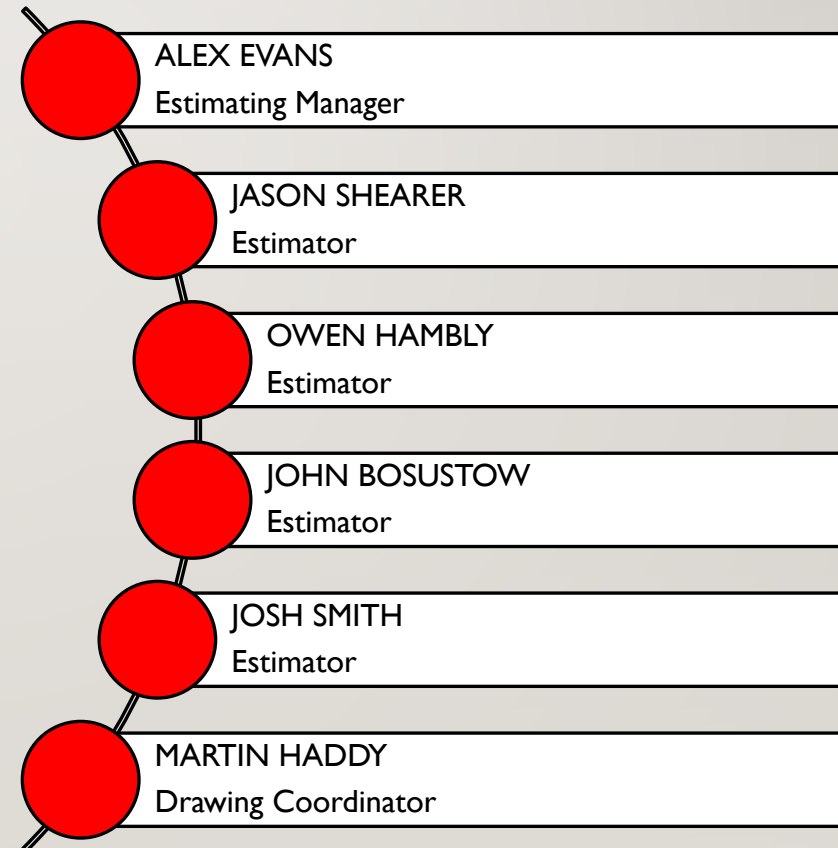 ALEX EVANS
Estimating Manager
JASON SHEARER
Estimator
OWEN HAMBLY
Estimator
JOHN BOSUSTOW
Estimator
JOSH SMITH
Estimator
MARTIN HADDY
Drawing Coordinator